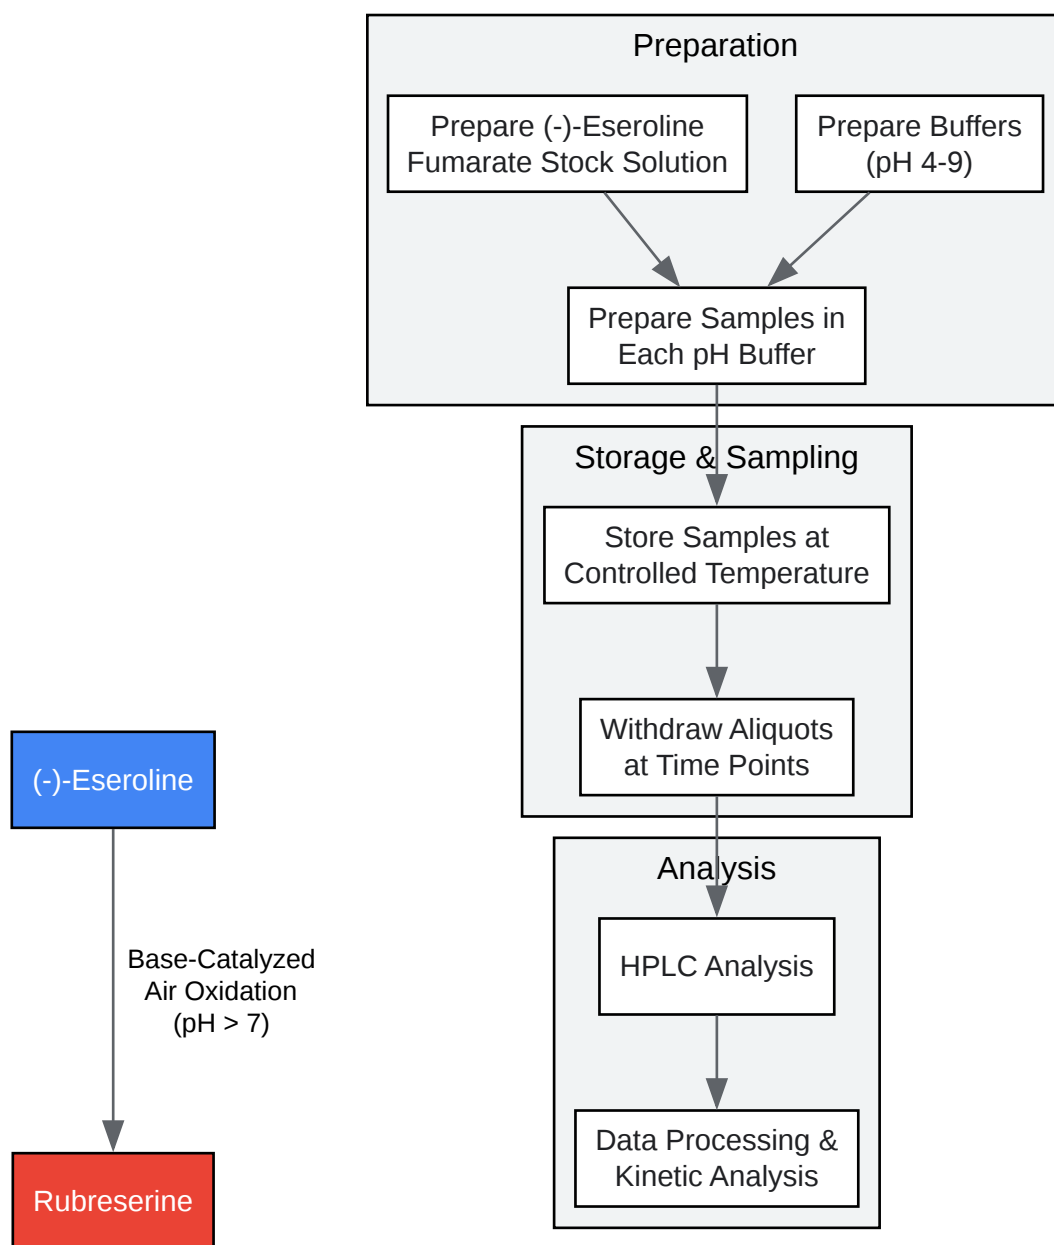 Preparation
Prepare (-)-Eseroline
Fumarate Stock Solution
Prepare Buffers
(pH 4-9)
Prepare Samples in
Each pH Buffer
Storage & Sampling
Store Samples at
Controlled Temperature
Withdraw Aliquots
at Time Points
Analysis
HPLC Analysis
Data Processing &
Kinetic Analysis
(-)-Eseroline
Base-Catalyzed
Air Oxidation
(pH > 7)
Rubreserine